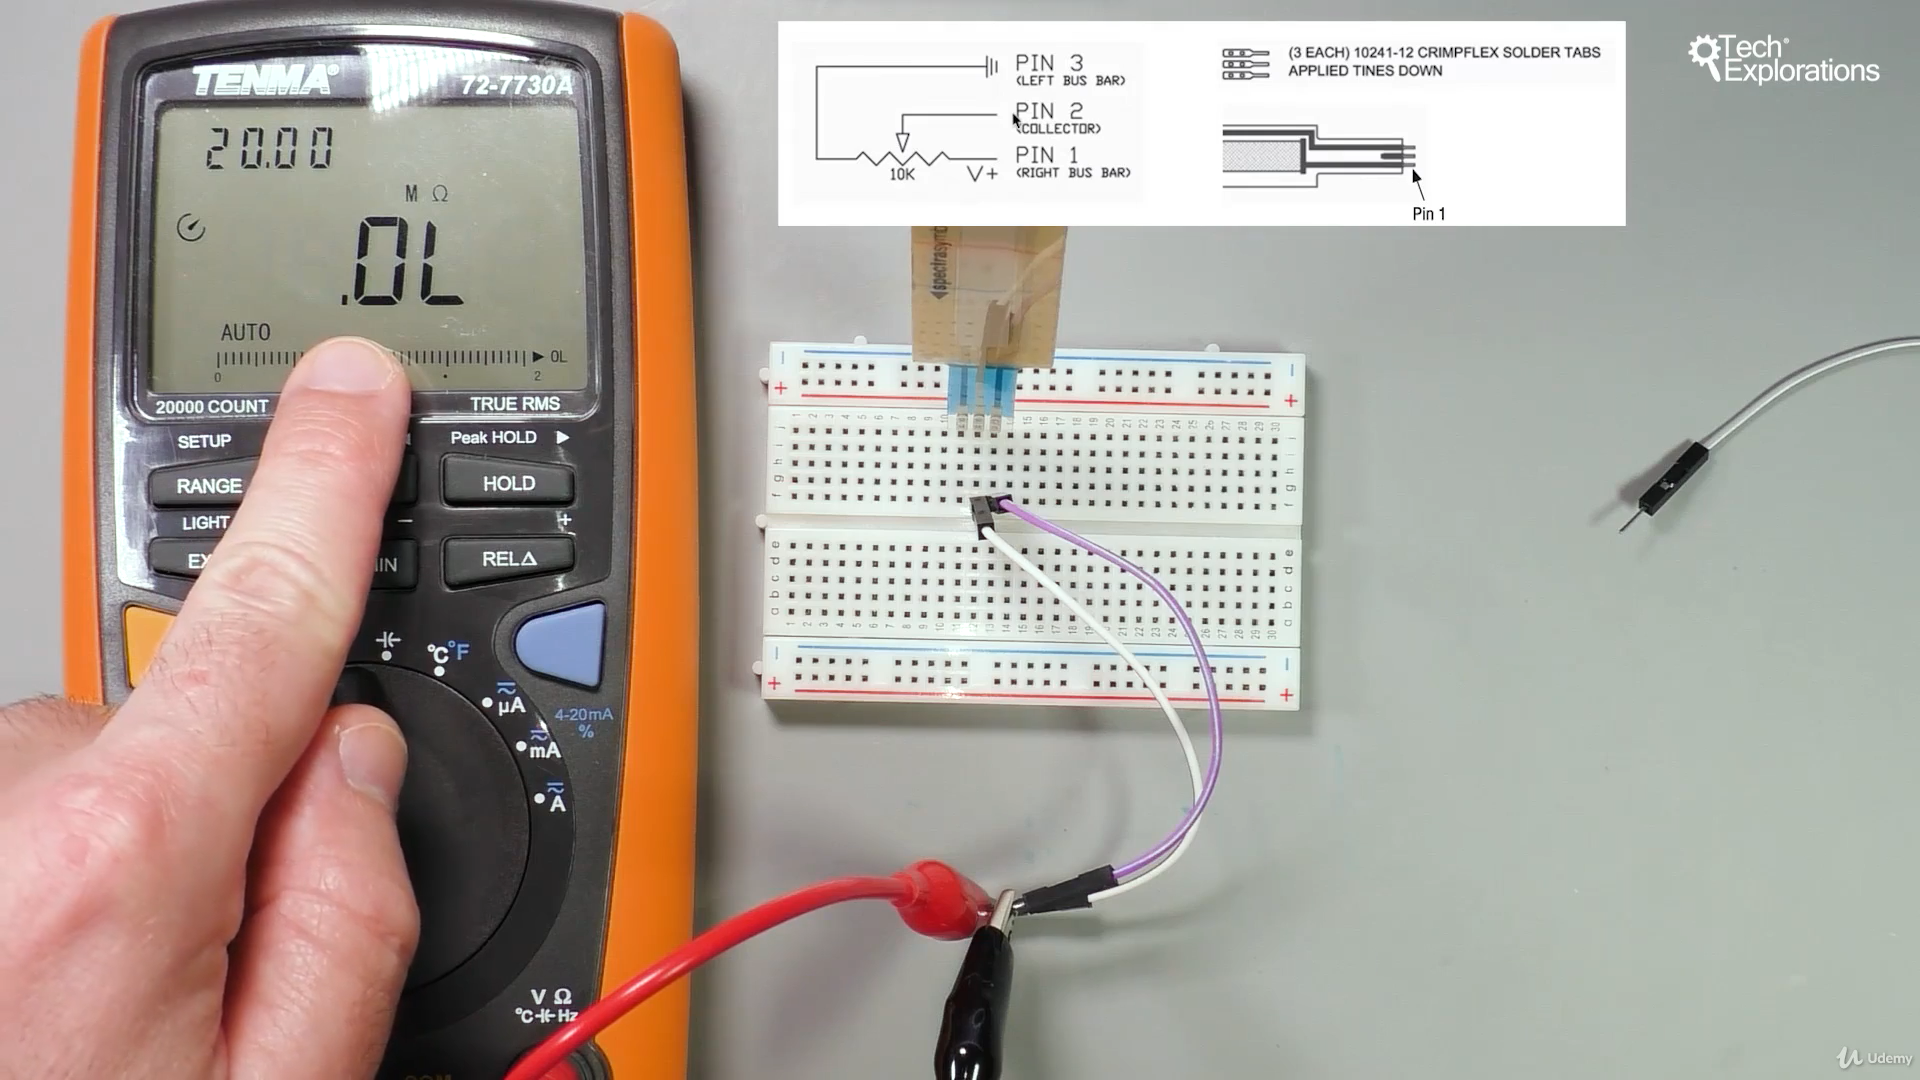 TENMA®
72-7730A
20.00
M Ω
.0L
AUTO
OL
0
2
20000 COUNT
TRUE RMS
SETUP
Peak HOLD
RANGE
HOLD
LIGHT
−
+
REL△
°C°F
µA
4-20mA
%
mA
A
V Ω
°C Hz
PIN 3
(LEFT BUS BAR)
PIN 2
(COLLECTOR)
PIN 1
(RIGHT BUS BAR)
10K
V+
(3 EACH) 10241-12 CRIMPFLEX SOLDER TABS
APPLIED TINES DOWN
Pin 1
Tech®
Explorations
Udemy